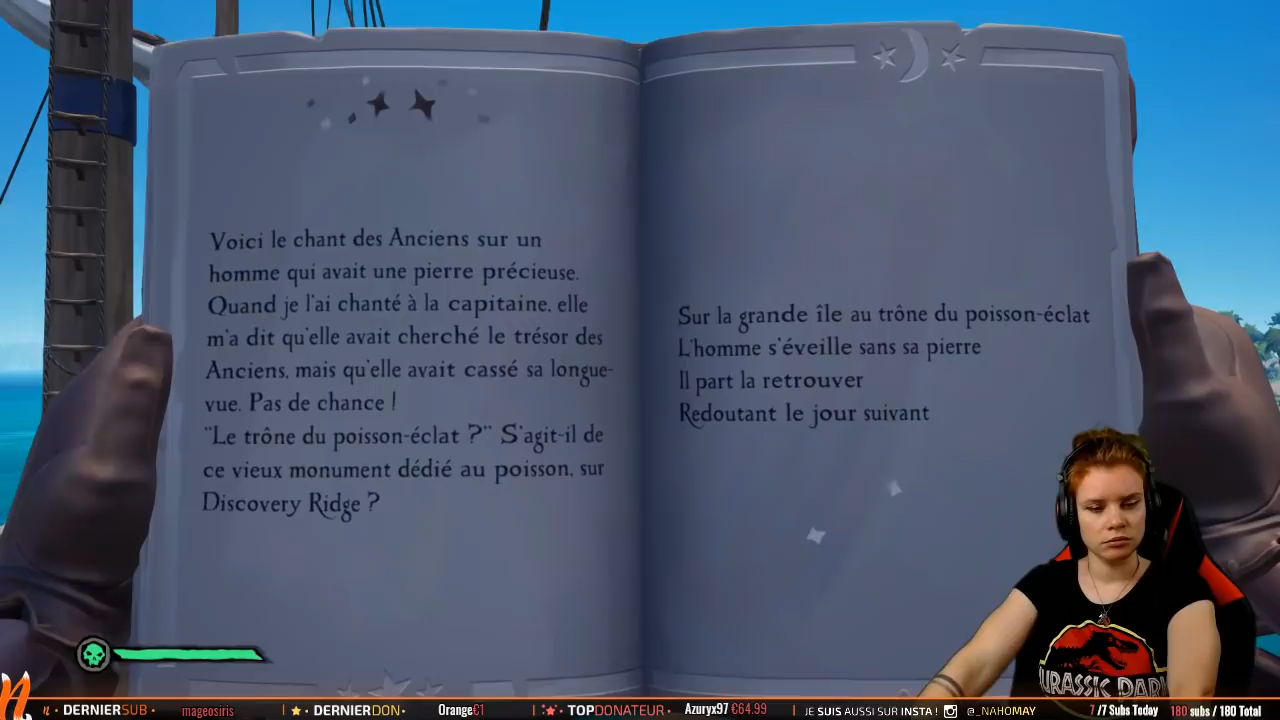 Voici le chant des Anciens sur un
homme qui avait une pierre précieuse.
Quand je l'ai chanté à la capitaine, elle
m'a dit qu'elle avait cherché le trésor des
Anciens, mais qu'elle avait cassé sa longue-
vue. Pas de chance !
"Le trône du poisson-éclat ?" S'agit-il de
ce vieux monument dédié au poisson, sur
Discovery Ridge ?
Sur la grande île au trône du poisson-éclat
L'homme s'éveille sans sa pierre
Il part la retrouver
Redoutant le jour suivant
JURASSIC PARK
DERNIERSUB mageosiris DERNIERDON Orange€1 TOPDONATEUR Azuryx97 €64.99 JE SUIS AUSSI SUR INSTA ! @_NAHOMAY 7/7 Subs Today 180 subs / 180 Total